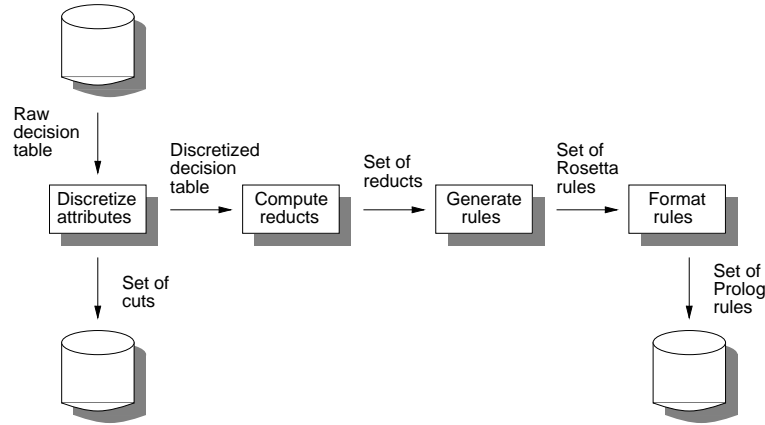 Raw
decision
table
Discretized
decision
table
Set of
reducts
Set of
Rosetta
rules
Discretize
attributes
Compute
reducts
Generate
rules
Format
rules
Set of
cuts
Set of
Prolog
rules